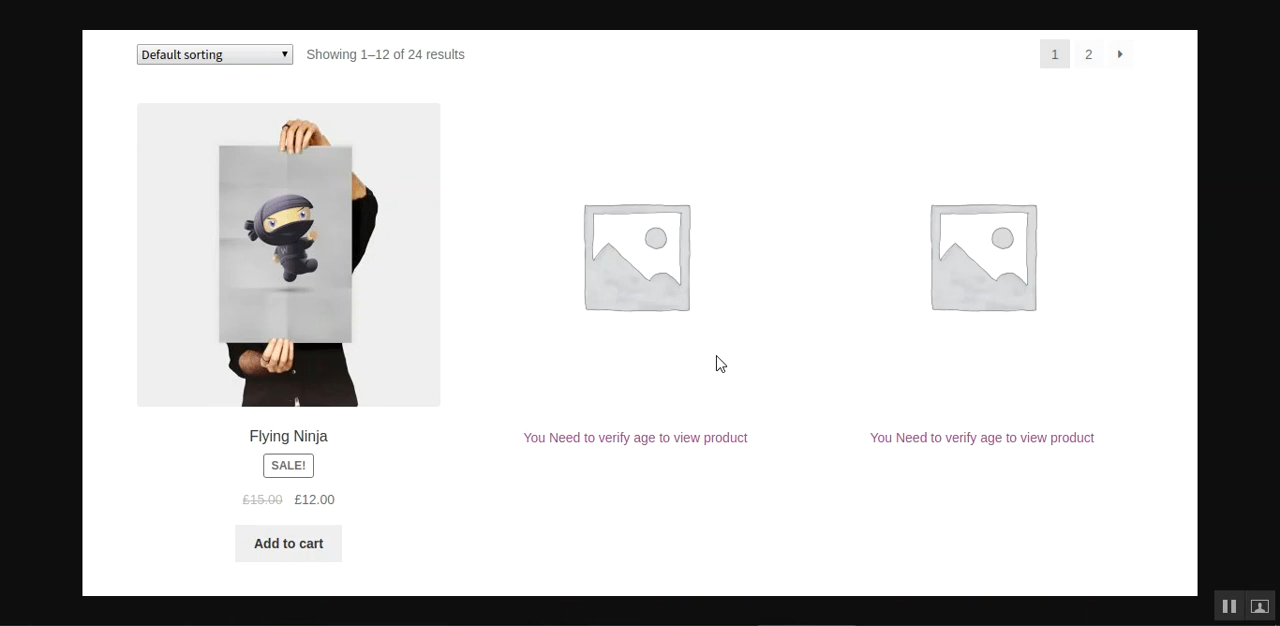 Default sorting
Showing 1–12 of 24 results
1 2
Flying Ninja
SALE!
£15.00 £12.00
Add to cart
You Need to verify age to view product
You Need to verify age to view product